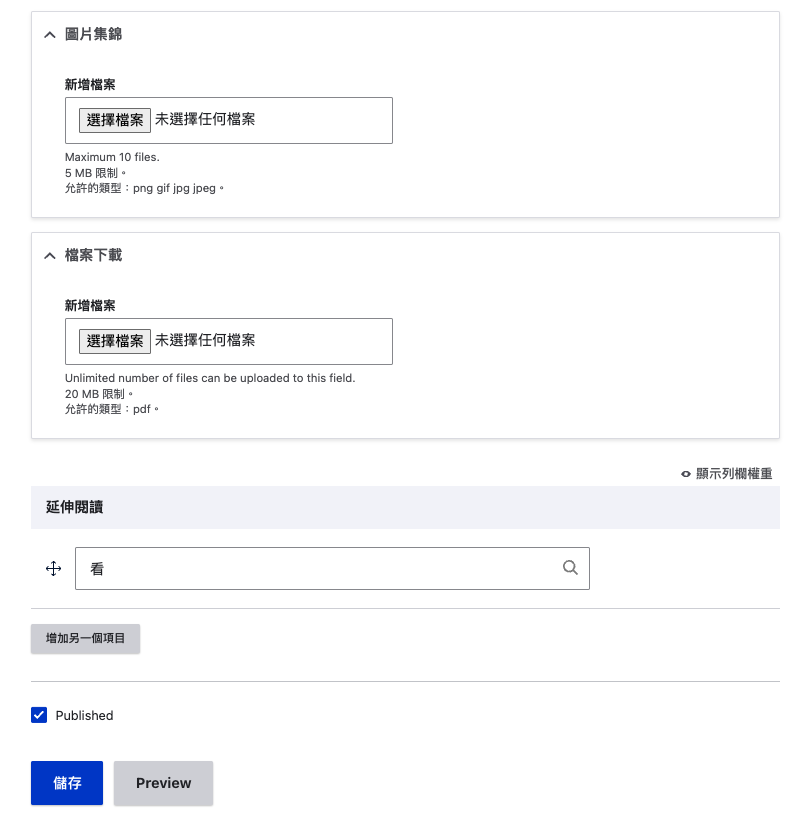 圖片集錦
新增檔案
選擇檔案 未選擇任何檔案
Maximum 10 files.
5 MB 限制。
允許的類型：png gif jpg jpeg。
檔案下載
新增檔案
選擇檔案 未選擇任何檔案
Unlimited number of files can be uploaded to this field.
20 MB 限制。
允許的類型：pdf。
顯示列欄權重
延伸閱讀
看
增加另一個項目
Published
儲存 Preview